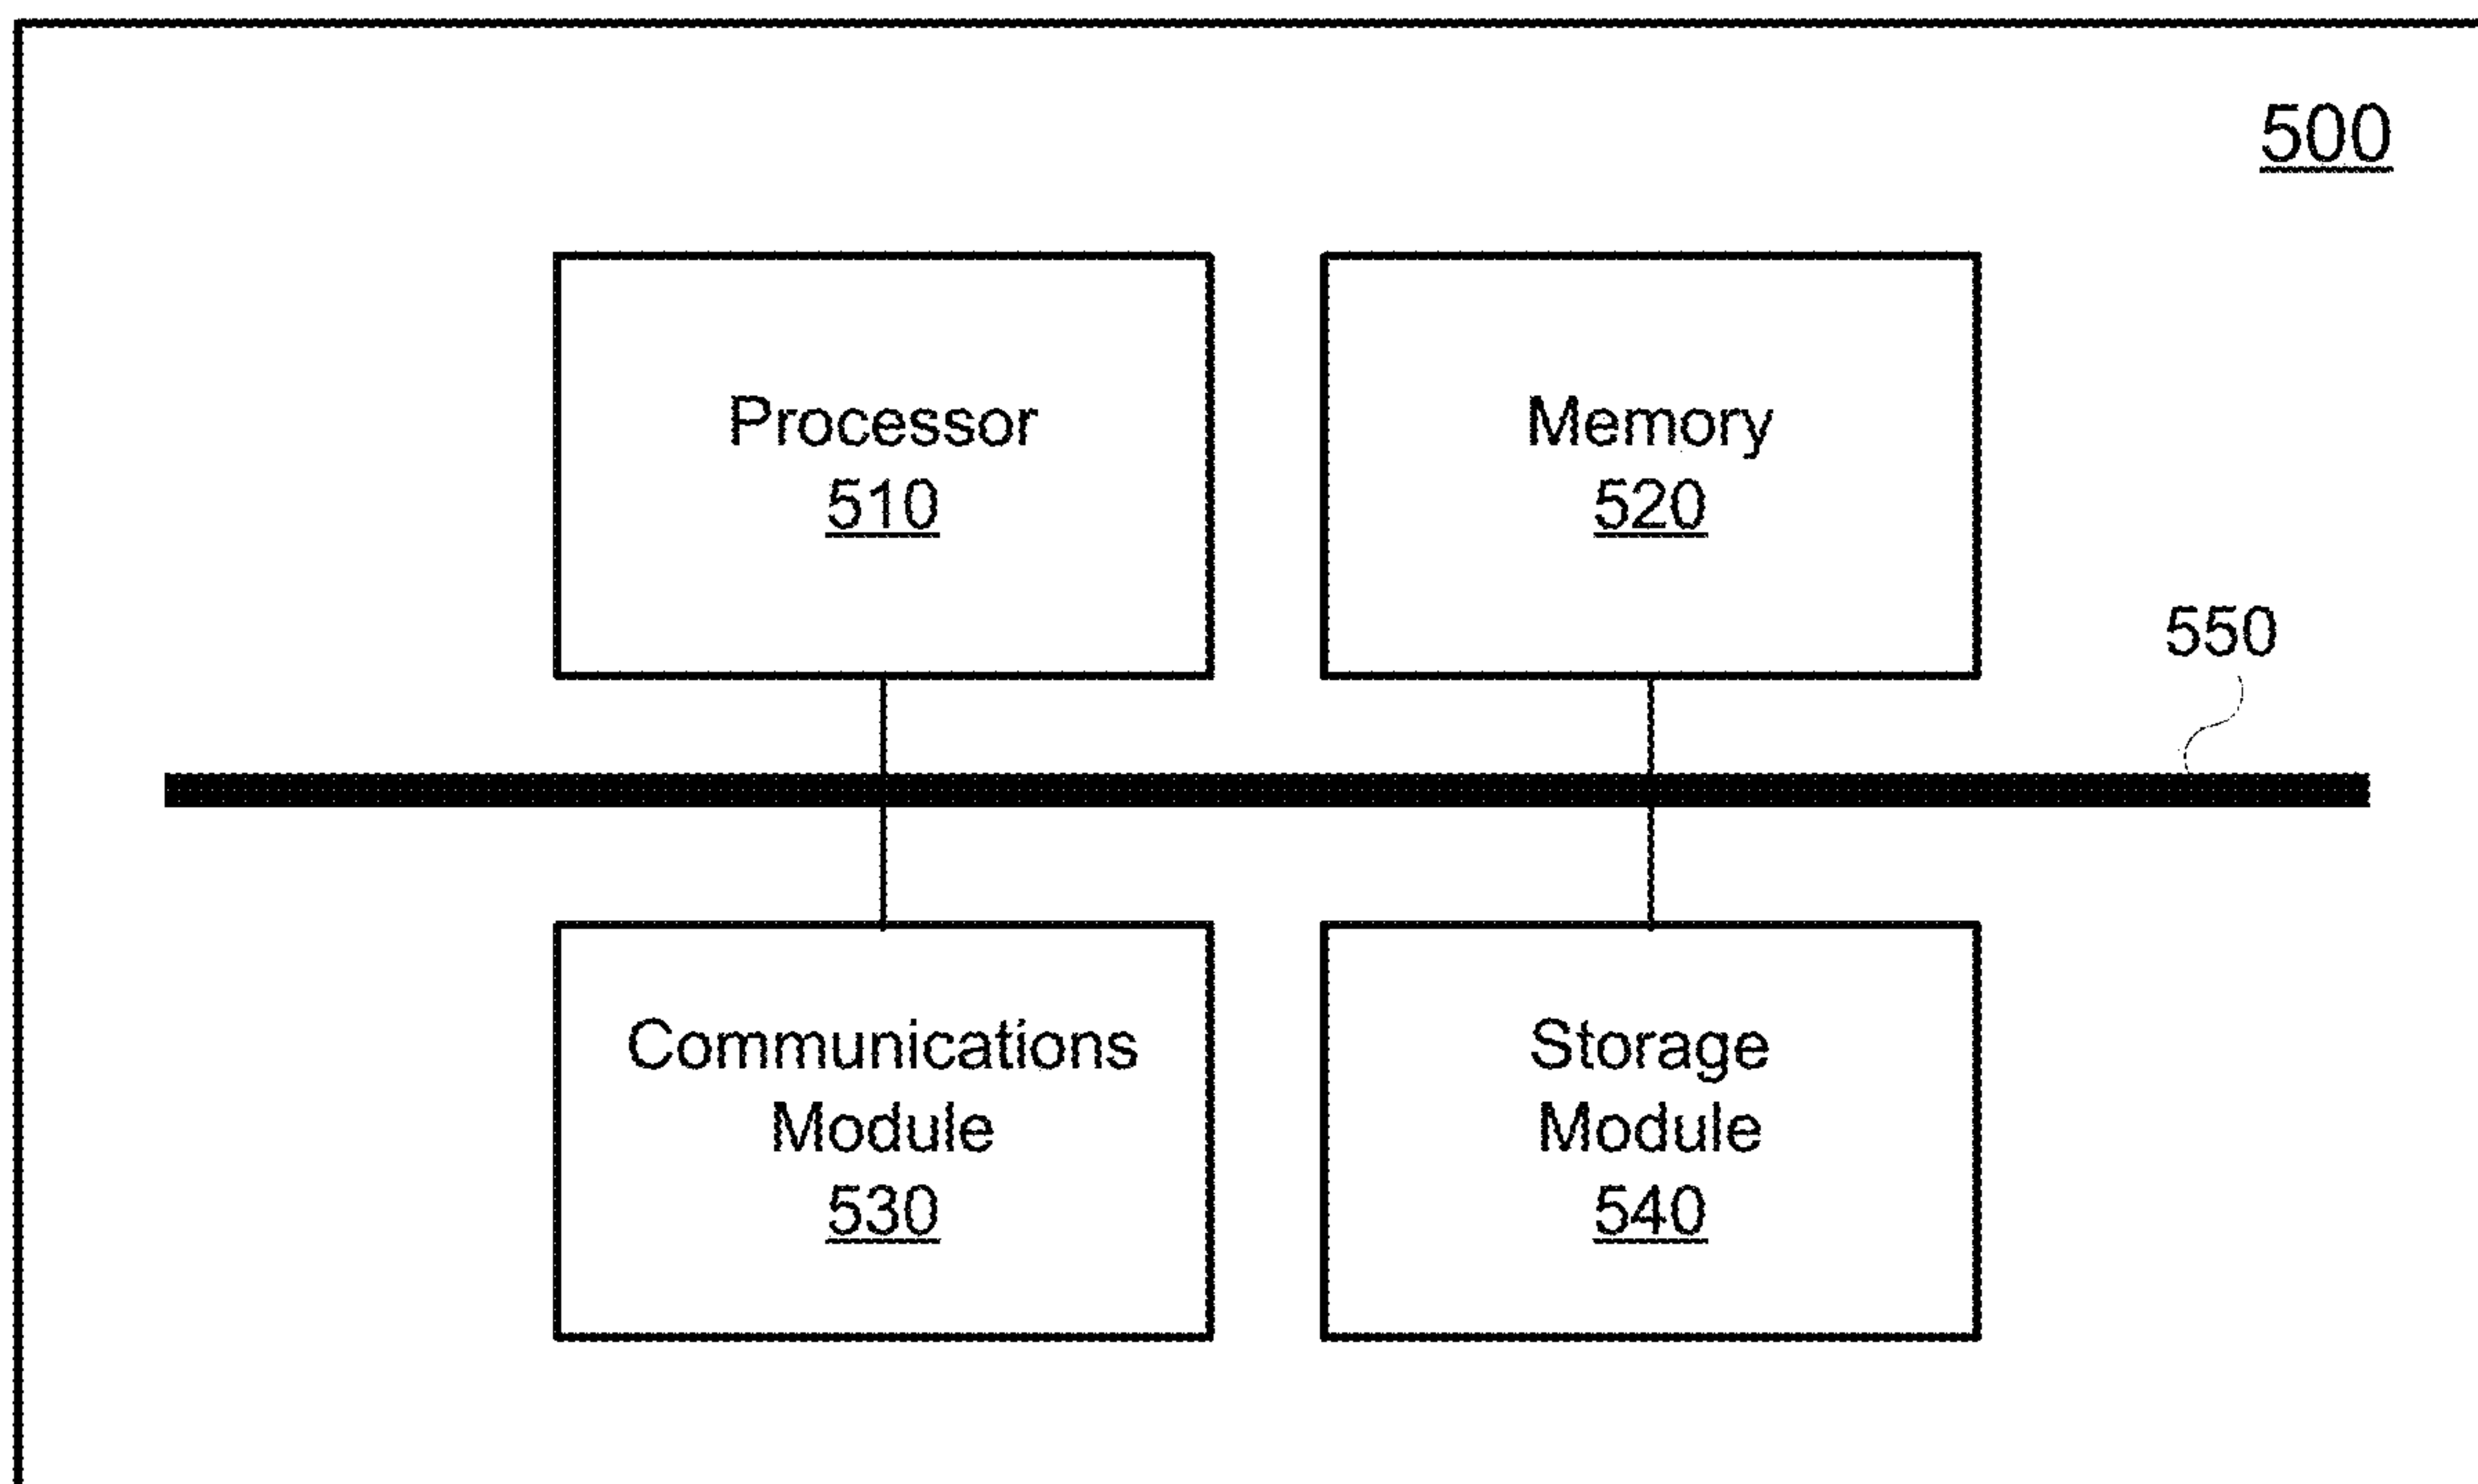 500
Processor
510
Memory
520
550
Communications
Module
530
Storage
Module
540